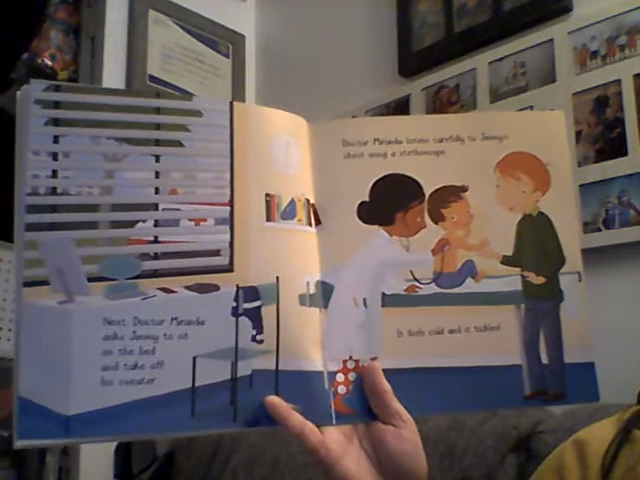 Next, Doctor Miranda
asks Jimmy to sit
on the bed
and take off
his sweater.
Doctor Miranda listens carefully to Jimmy's
chest using a stethoscope.
It feels cold and it tickles!